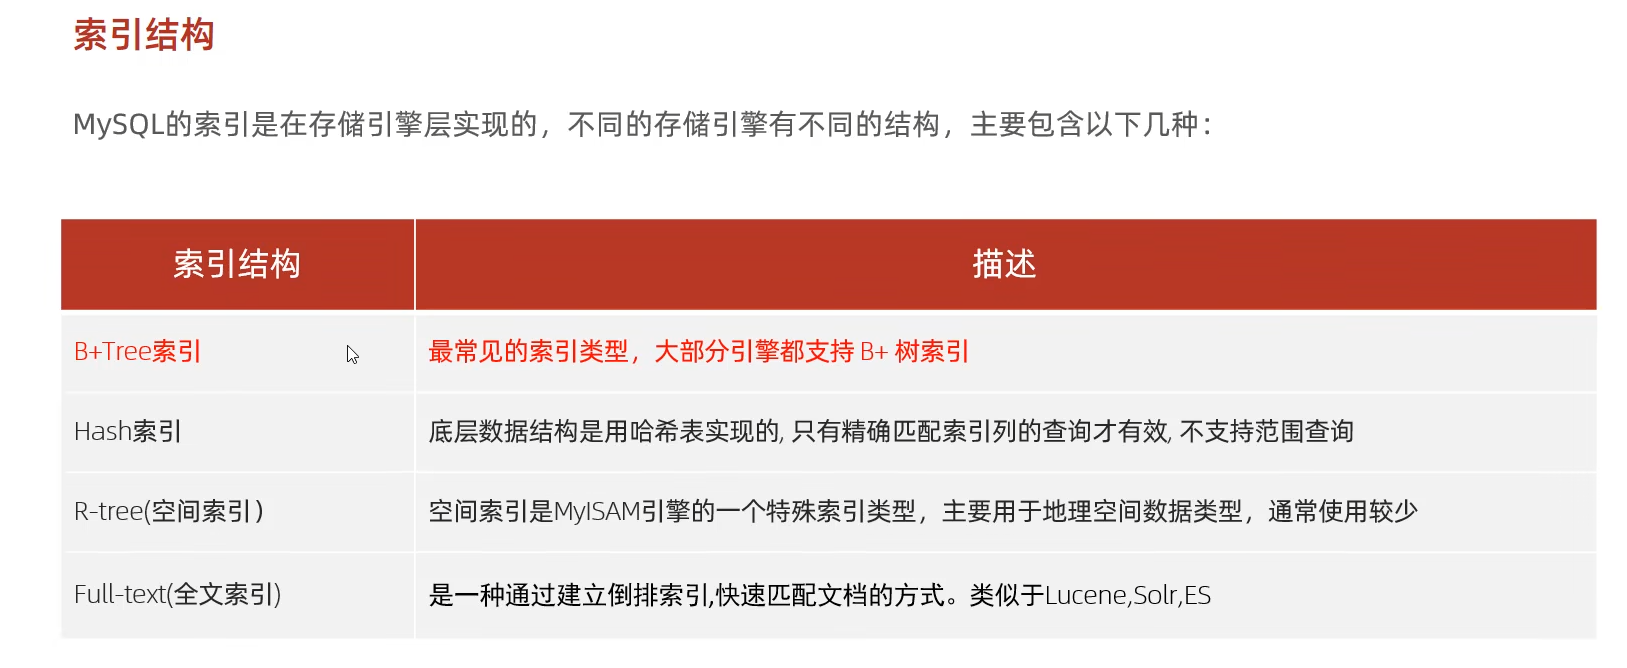 索引结构
MySQL的索引是在存储引擎层实现的，不同的存储引擎有不同的结构，主要包含以下几种：
索引结构 描述
B+Tree索引 最常见的索引类型，大部分引擎都支持 B+ 树索引
Hash索引 底层数据结构是用哈希表实现的, 只有精确匹配索引列的查询才有效, 不支持范围查询
R-tree(空间索引） 空间索引是MyISAM引擎的一个特殊索引类型，主要用于地理空间数据类型，通常使用较少
Full-text(全文索引) 是一种通过建立倒排索引,快速匹配文档的方式。类似于Lucene,Solr,ES